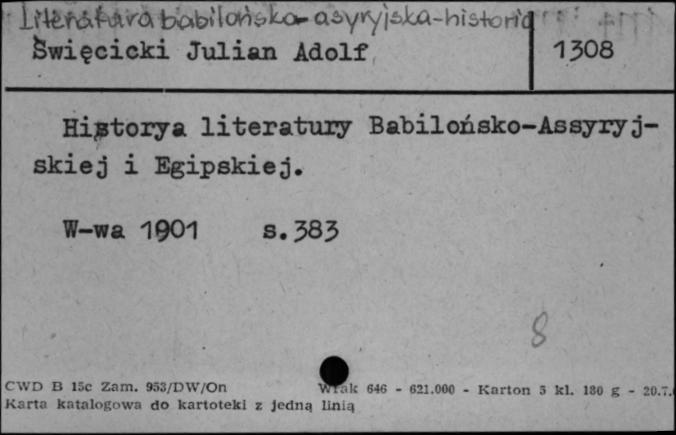 Literatura babilońsko-asyryjska-historia
Święcicki Julian Adolf
1308
Historya literatury Babilońsko-Assyryj-
skiej i Egipskiej.
W-wa 1901 s.383
8
CWD B 15c Zam. 953/DW/On Wrak 646 - 621.000 - Karton 3 kl. 180 g - 20.7.
Karta katalogowa do kartoteki z jedną linią